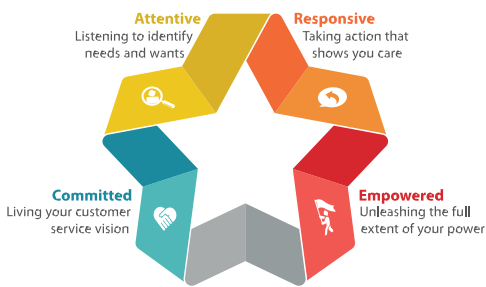 Attentive
Listening to identify
needs and wants
Responsive
Taking action that
shows you care
Committed
Living your customer
service vision
Empowered
Unleashing the full
extent of your power